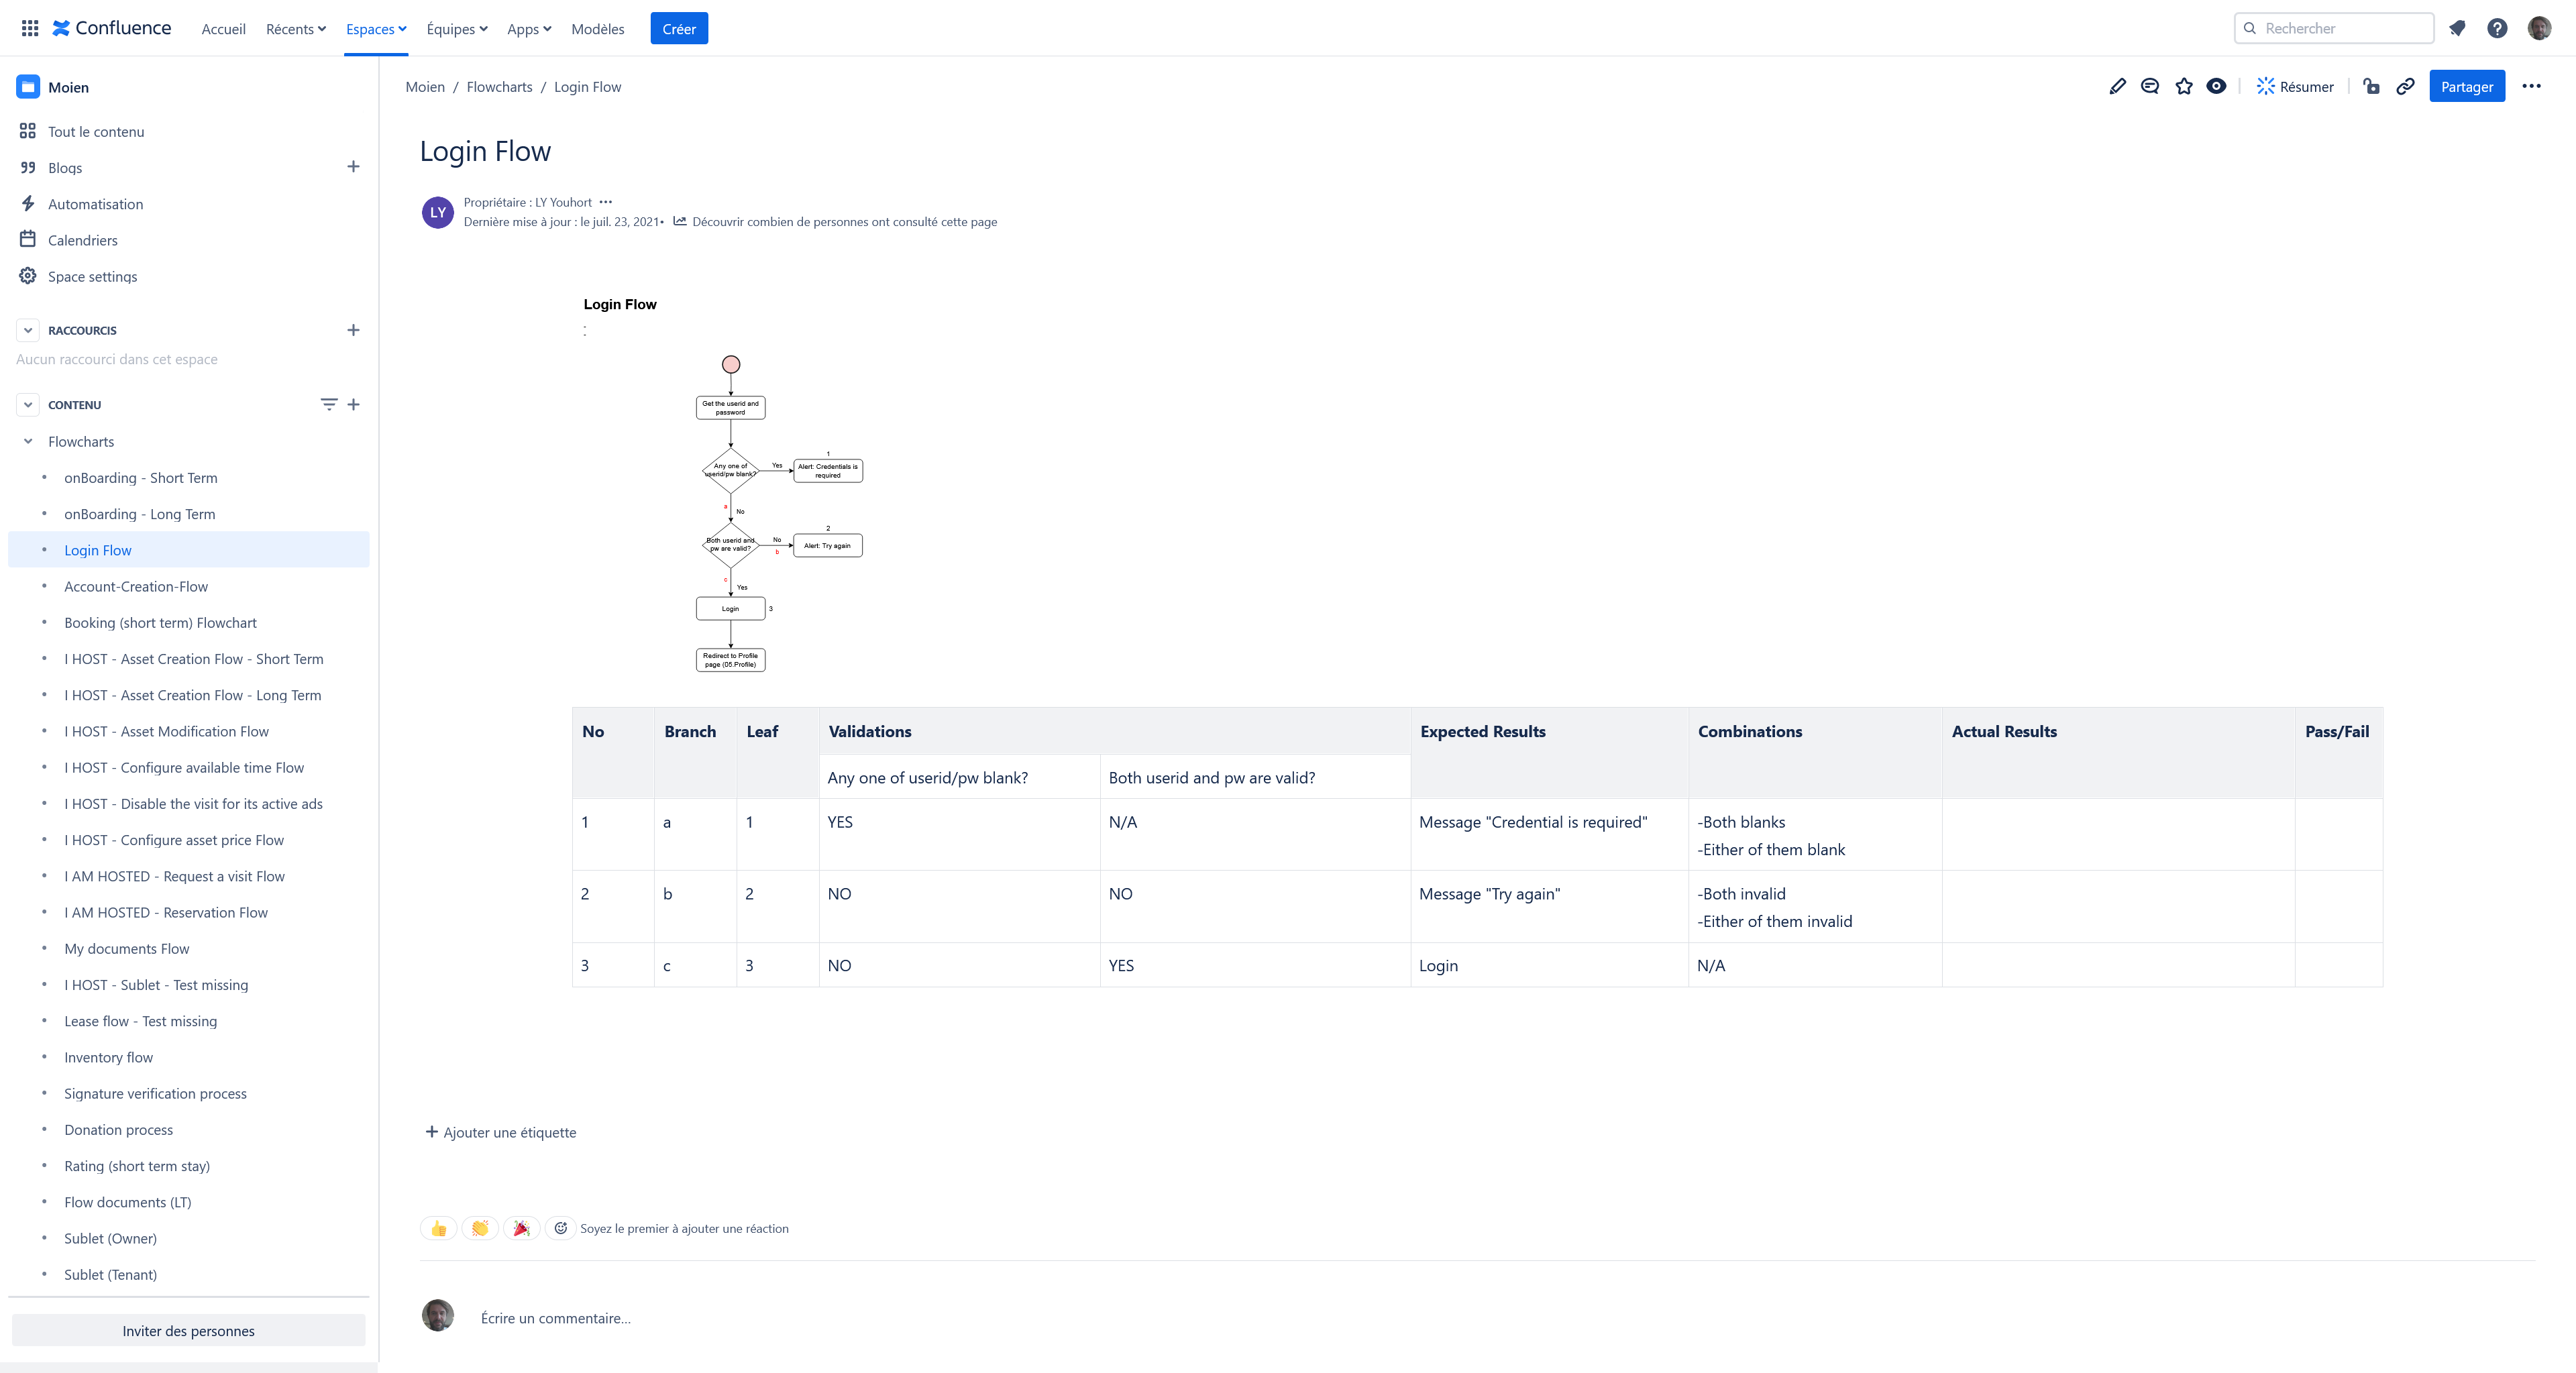 Confluence
Accueil
Récents
Espaces
Équipes
Apps
Modèles
Créer
Rechercher
Moien
Tout le contenu
Blogs
Automatisation
Calendriers
Space settings
RACCOURCIS
Aucun raccourci dans cet espace
CONTENU
Flowcharts
onBoarding - Short Term
onBoarding - Long Term
Login Flow
Account-Creation-Flow
Booking (short term) Flowchart
I HOST - Asset Creation Flow - Short Term
I HOST - Asset Creation Flow - Long Term
I HOST - Asset Modification Flow
I HOST - Configure available time Flow
I HOST - Disable the visit for its active ads
I HOST - Configure asset price Flow
I AM HOSTED - Request a visit Flow
I AM HOSTED - Reservation Flow
My documents Flow
I HOST - Sublet - Test missing
Lease flow - Test missing
Inventory flow
Signature verification process
Donation process
Rating (short term stay)
Flow documents (LT)
Sublet (Owner)
Sublet (Tenant)
Inviter des personnes
Moien / Flowcharts / Login Flow
Résumer
Partager
Login Flow
LY
Propriétaire : LY Youhort
Dernière mise à jour : le juil. 23, 2021• Découvrir combien de personnes ont consulté cette page
Login Flow
:
Get the userid and
password
Any one of
userid/pw blank?
Yes
1
Alert: Credentials is
required
a
No
Both userid and
pw are valid?
No
b
2
Alert: Try again
c
Yes
Login
3
Redirect to Profile
page (05.Profile)
No Branch Leaf Validations Expected Results Combinations Actual Results Pass/Fail
Any one of userid/pw blank? Both userid and pw are valid?
1 a 1 YES N/A Message "Credential is required" -Both blanks
-Either of them blank
2 b 2 NO NO Message "Try again" -Both invalid
-Either of them invalid
3 c 3 NO YES Login N/A
Ajouter une étiquette
Soyez le premier à ajouter une réaction
Écrire un commentaire...